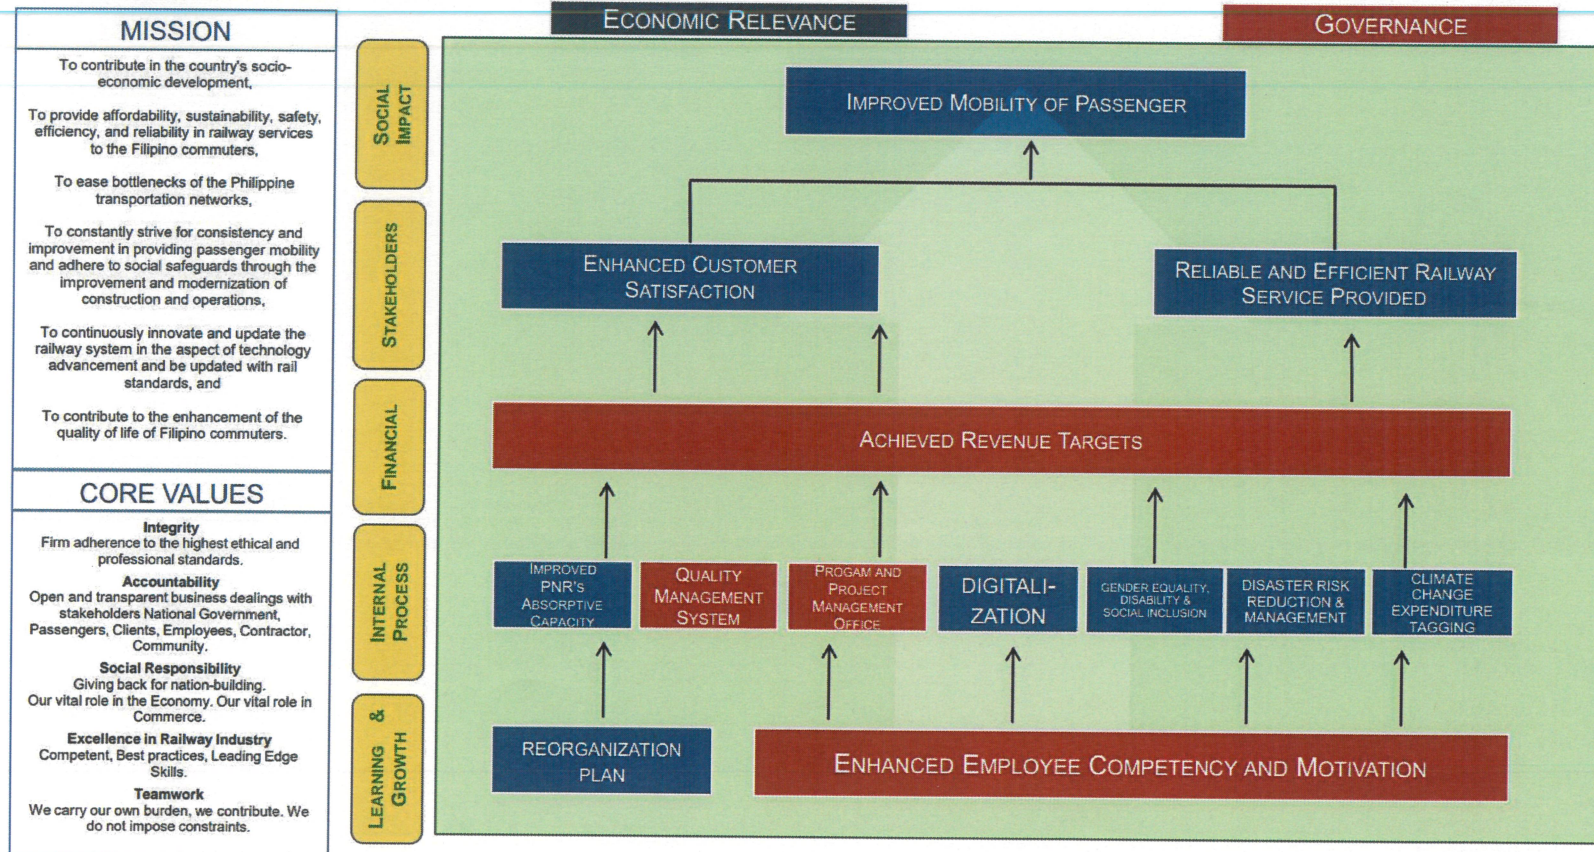 MISSION
To contribute in the country's socio-
economic development,
To provide affordability, sustainability, safety,
efficiency, and reliability in railway services
to the Filipino commuters,
To ease bottlenecks of the Philippine
transportation networks,
To constantly strive for consistency and
improvement in providing passenger mobility
and adhere to social safeguards through the
improvement and modernization of
construction and operations,
To continuously innovate and update the
railway system in the aspect of technology
advancement and be updated with rail
standards, and
To contribute to the enhancement of the
quality of life of Filipino commuters.
CORE VALUES
Integrity
Firm adherence to the highest ethical and
professional standards.
Accountability
Open and transparent business dealings with
stakeholders National Government,
Passengers, Clients, Employees, Contractor,
Community.
Social Responsibility
Giving back for nation-building.
Our vital role in the Economy. Our vital role in
Commerce.
Excellence in Railway Industry
Competent, Best practices, Leading Edge
Skills.
Teamwork
We carry our own burden, we contribute. We
do not impose constraints.
ECONOMIC RELEVANCE
GOVERNANCE
SOCIAL
IMPACT
IMPROVED MOBILITY OF PASSENGER
STAKEHOLDERS
ENHANCED CUSTOMER
SATISFACTION
RELIABLE AND EFFICIENT RAILWAY
SERVICE PROVIDED
FINANCIAL
ACHIEVED REVENUE TARGETS
INTERNAL
PROCESS
IMPROVED
PNR'S
ABSORPTIVE
CAPACITY
QUALITY
MANAGEMENT
SYSTEM
PROGAM AND
PROJECT
MANAGEMENT
OFFICE
DIGITALI-
ZATION
GENDER EQUALITY,
DISABILITY &
SOCIAL INCLUSION
DISASTER RISK
REDUCTION &
MANAGEMENT
CLIMATE
CHANGE
EXPENDITURE
TAGGING
LEARNING &
GROWTH
REORGANIZATION
PLAN
ENHANCED EMPLOYEE COMPETENCY AND MOTIVATION